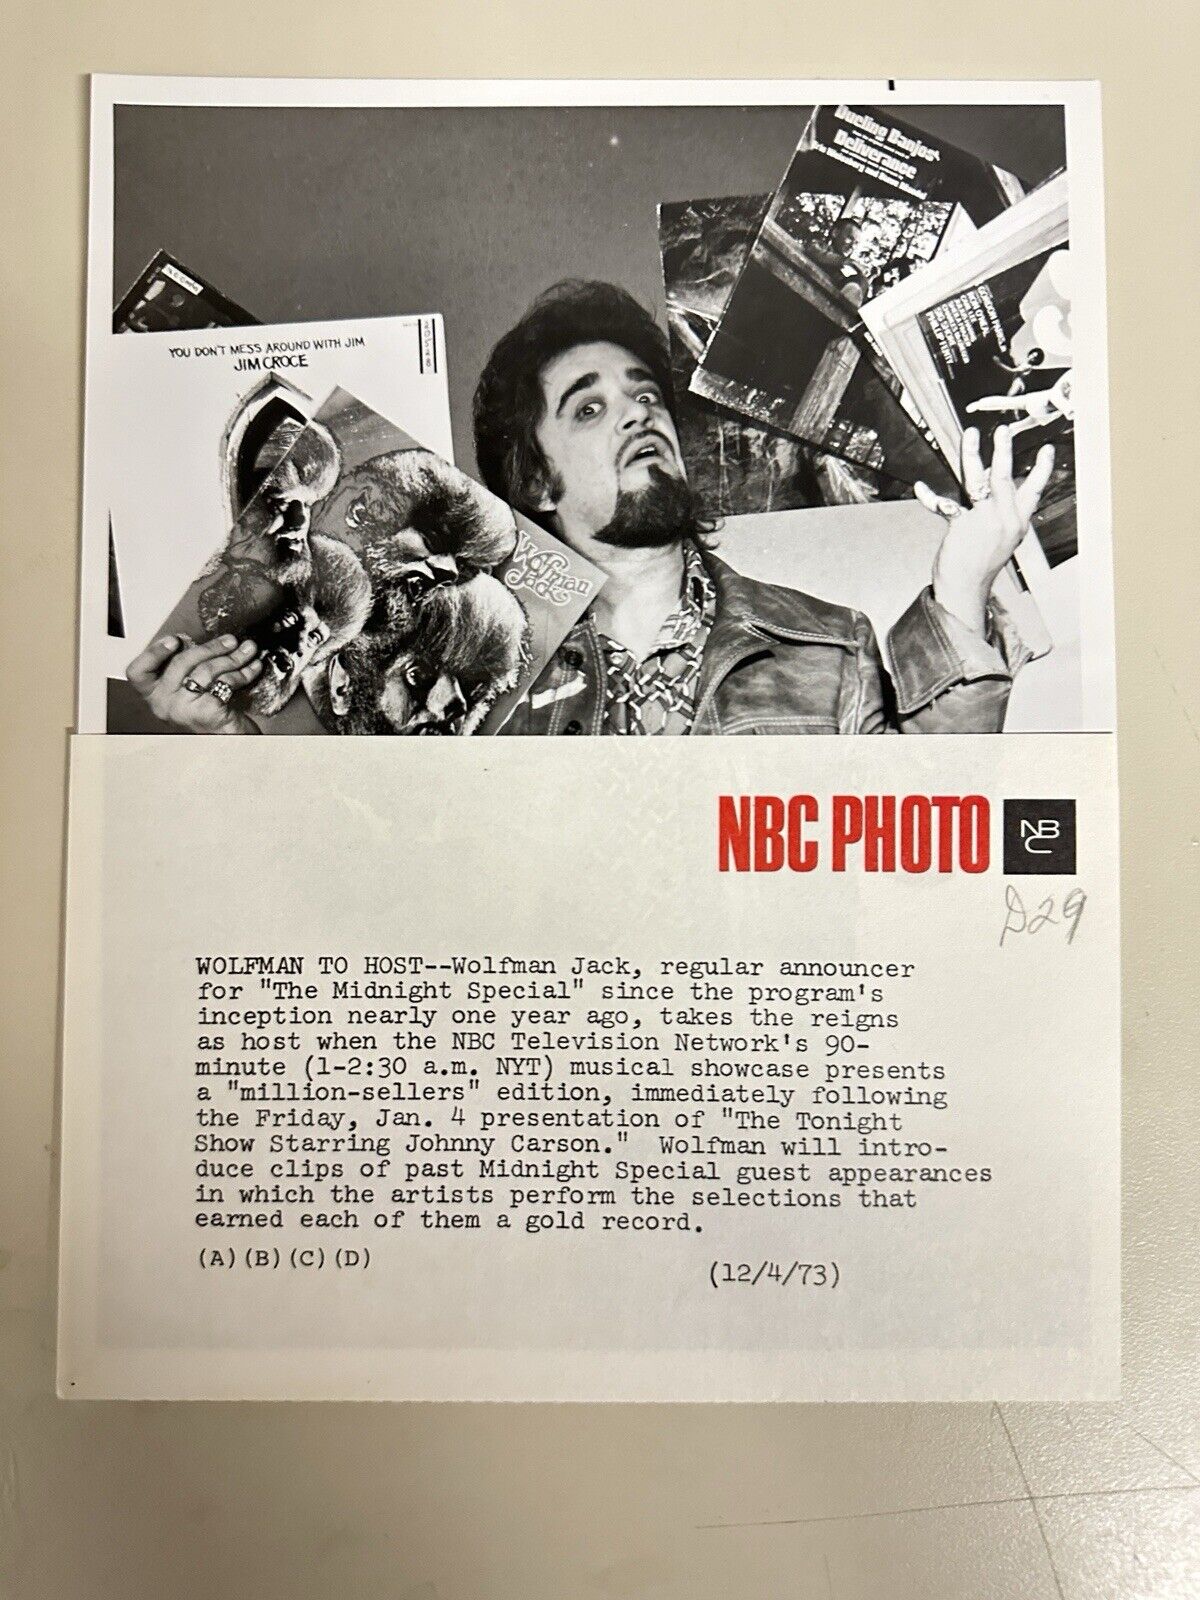 Dueling Banjos
Deliverance
YOU DON'T MESS AROUND WITH JIM
JIM CROCE
Wolfman
Jack
NBC PHOTO
NBC
D29
WOLFMAN TO HOST--Wolfman Jack, regular announcer
for "The Midnight Special" since the program's
inception nearly one year ago, takes the reigns
as host when the NBC Television Network's 90-
minute (1-2:30 a.m. NYT) musical showcase presents
a "million-sellers" edition, immediately following
the Friday, Jan. 4 presentation of "The Tonight
Show Starring Johnny Carson."  Wolfman will intro-
duce clips of past Midnight Special guest appearances
in which the artists perform the selections that
earned each of them a gold record.
(A)(B)(C)(D)
(12/4/73)